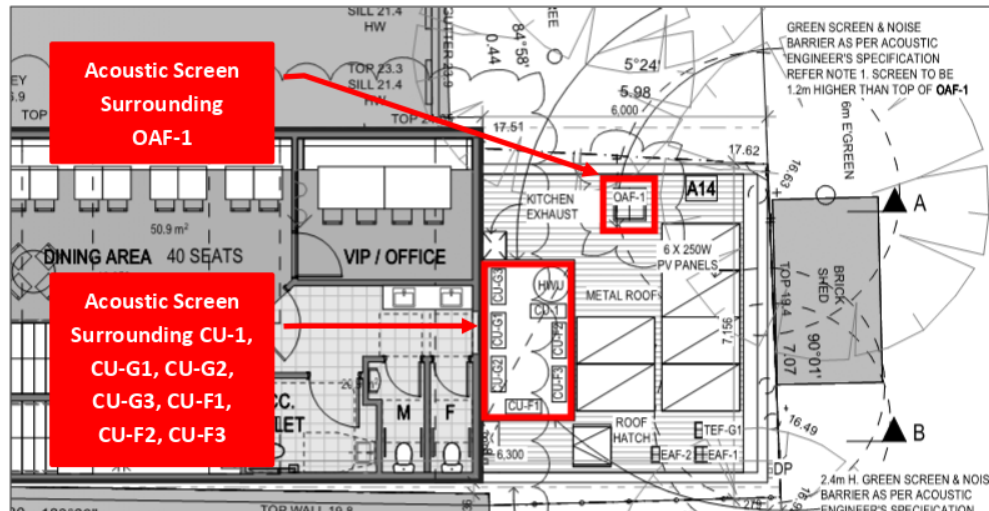 SILL 21.4
HW
CUTTER 23.9
TOP 23.3
SILL 21.4
HW
84°58'
0.44
5°24'
5.98
6,000
17.51
17.62
16.63
6m E'GREEN
GREEN SCREEN & NOISE
BARRIER AS PER ACOUSTIC
ENGINEER'S SPECIFICATION
REFER NOTE 1. SCREEN TO BE
1.2m HIGHER THAN TOP OF OAF-1
Acoustic Screen
Surrounding
OAF-1
KITCHEN
EXHAUST
OAF-1
A14
6 X 250W
PV PANELS
METAL ROOF
7,156
50.9 m²
DINING AREA 40 SEATS
VIP / OFFICE
Acoustic Screen
Surrounding CU-1,
CU-G1, CU-G2,
CU-G3, CU-F1,
CU-F2, CU-F3
CU-G3
HWU
CU-1
CU-G1
CU-F2
CU-G2
CU-F3
CU-F1
M
F
6,300
ROOF
HATCH
TEF-G1
EAF-2
EAF-1
DP
BRICK
SHED
TOP 19.4
90°01'
7.07
A
B
16.49
2.4m H. GREEN SCREEN & NOIS
BARRIER AS PER ACOUSTIC
ENGINEER'S SPECIFICATION
TOP WALL 19.8